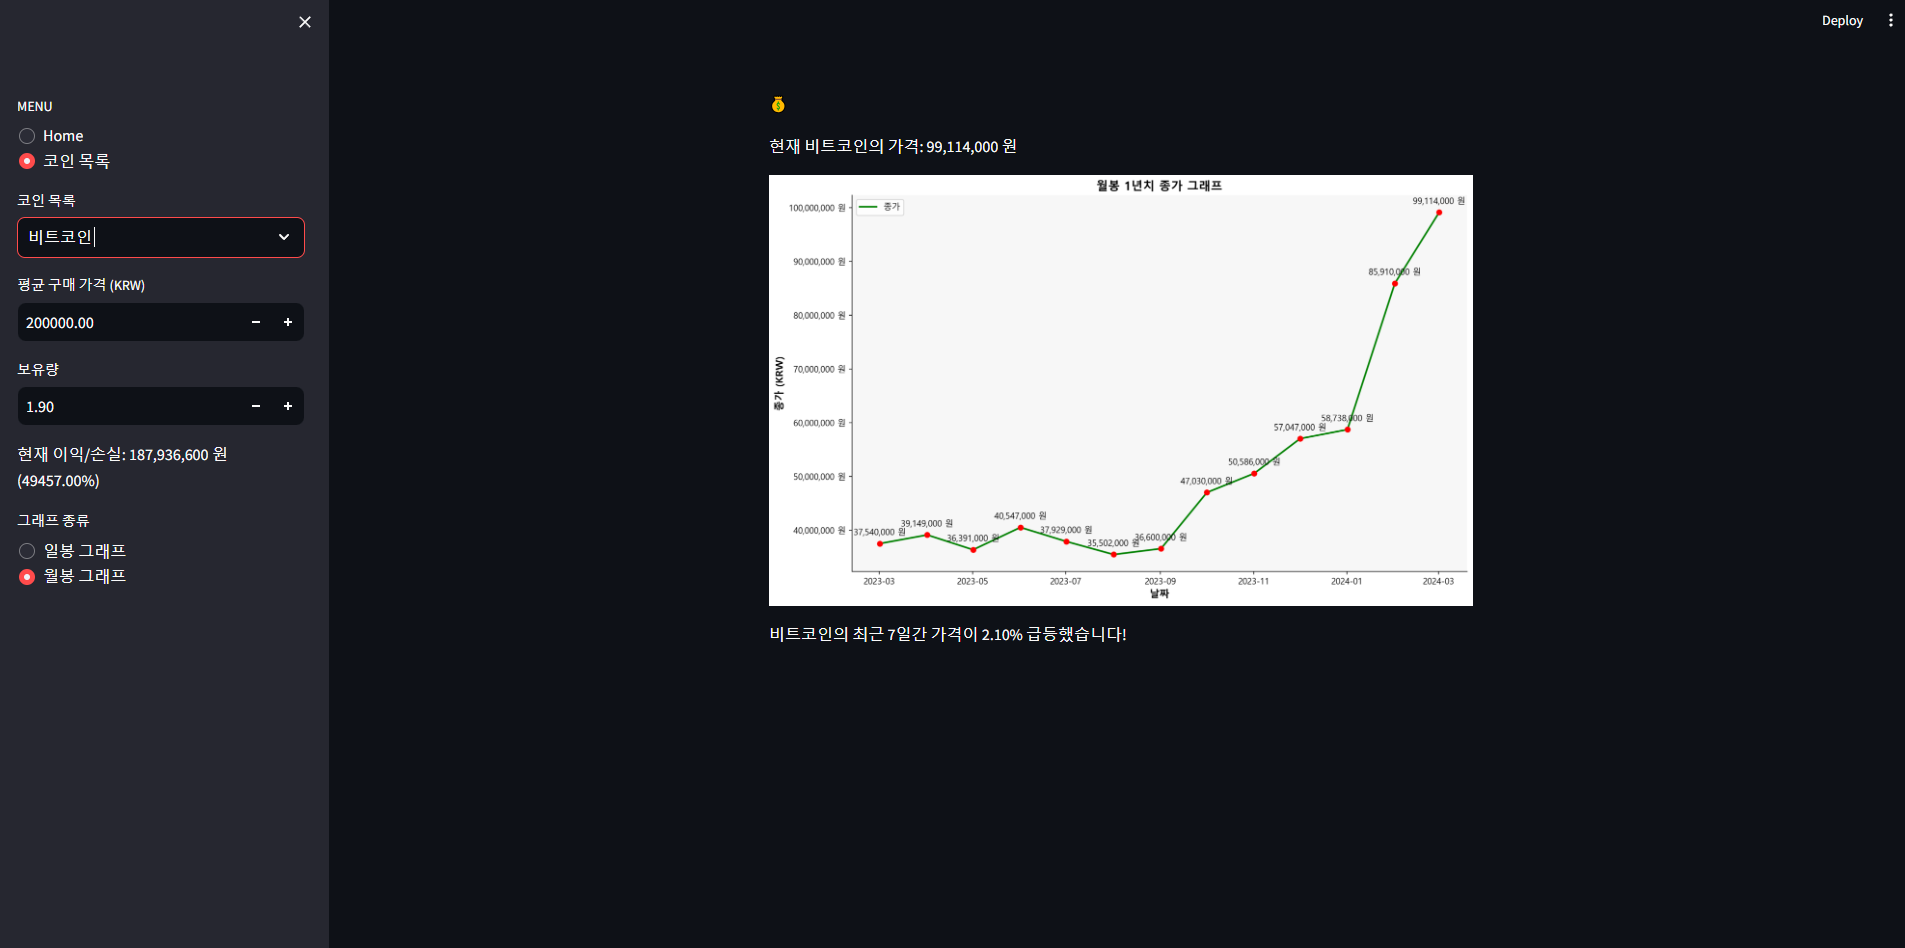 Deploy
MENU
Home
코인 목록
코인 목록
비트코인
평균 구매 가격 (KRW)
200000.00
보유량
1.90
현재 이익/손실: 187,936,600 원
(49457.00%)
그래프 종류
일봉 그래프
월봉 그래프
현재 비트코인의 가격: 99,114,000 원
월봉 1년치 종가 그래프
종가
종가 (KRW)
100,000,000 원
90,000,000 원
80,000,000 원
70,000,000 원
60,000,000 원
50,000,000 원
40,000,000 원
37,540,000 원
39,149,000 원
36,391,000 원
40,547,000 원
37,929,000 원
35,502,000 원
36,600,000 원
47,030,000 원
50,586,000 원
57,047,000 원
58,738,000 원
85,910,000 원
99,114,000 원
2023-03
2023-05
2023-07
2023-09
2023-11
2024-01
2024-03
날짜
비트코인의 최근 7일간 가격이 2.10% 급등했습니다!